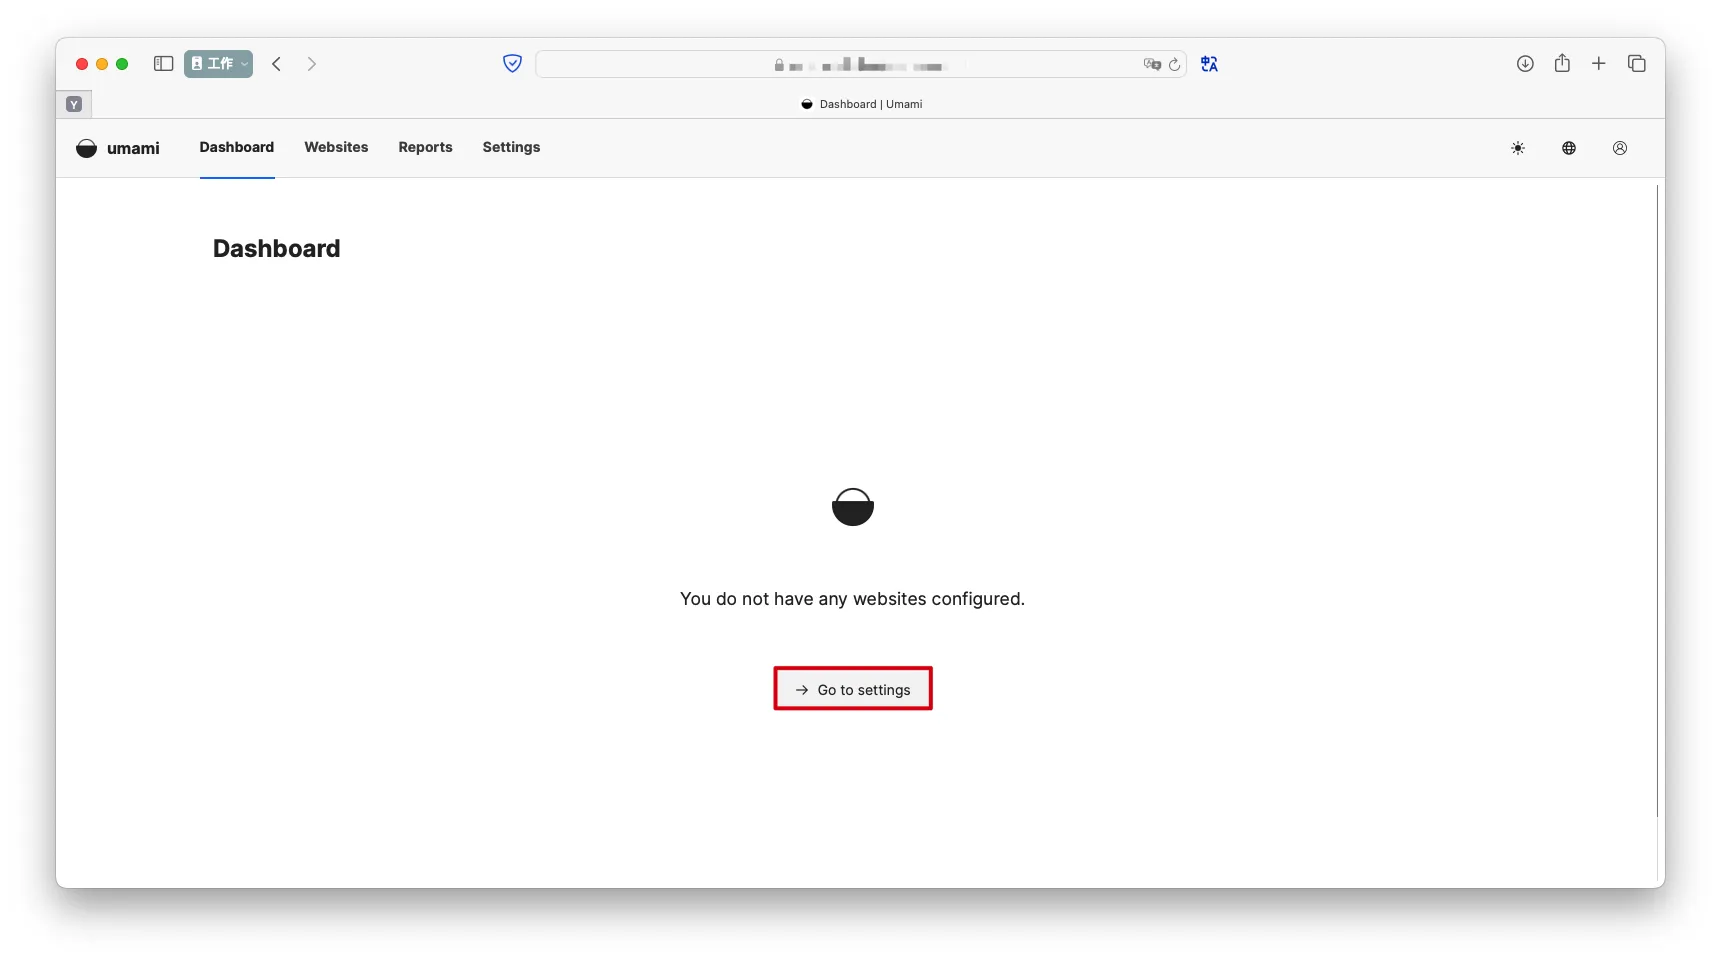 工作
Y
Dashboard | Umami
umami Dashboard Websites Reports Settings
Dashboard
You do not have any websites configured.
→ Go to settings